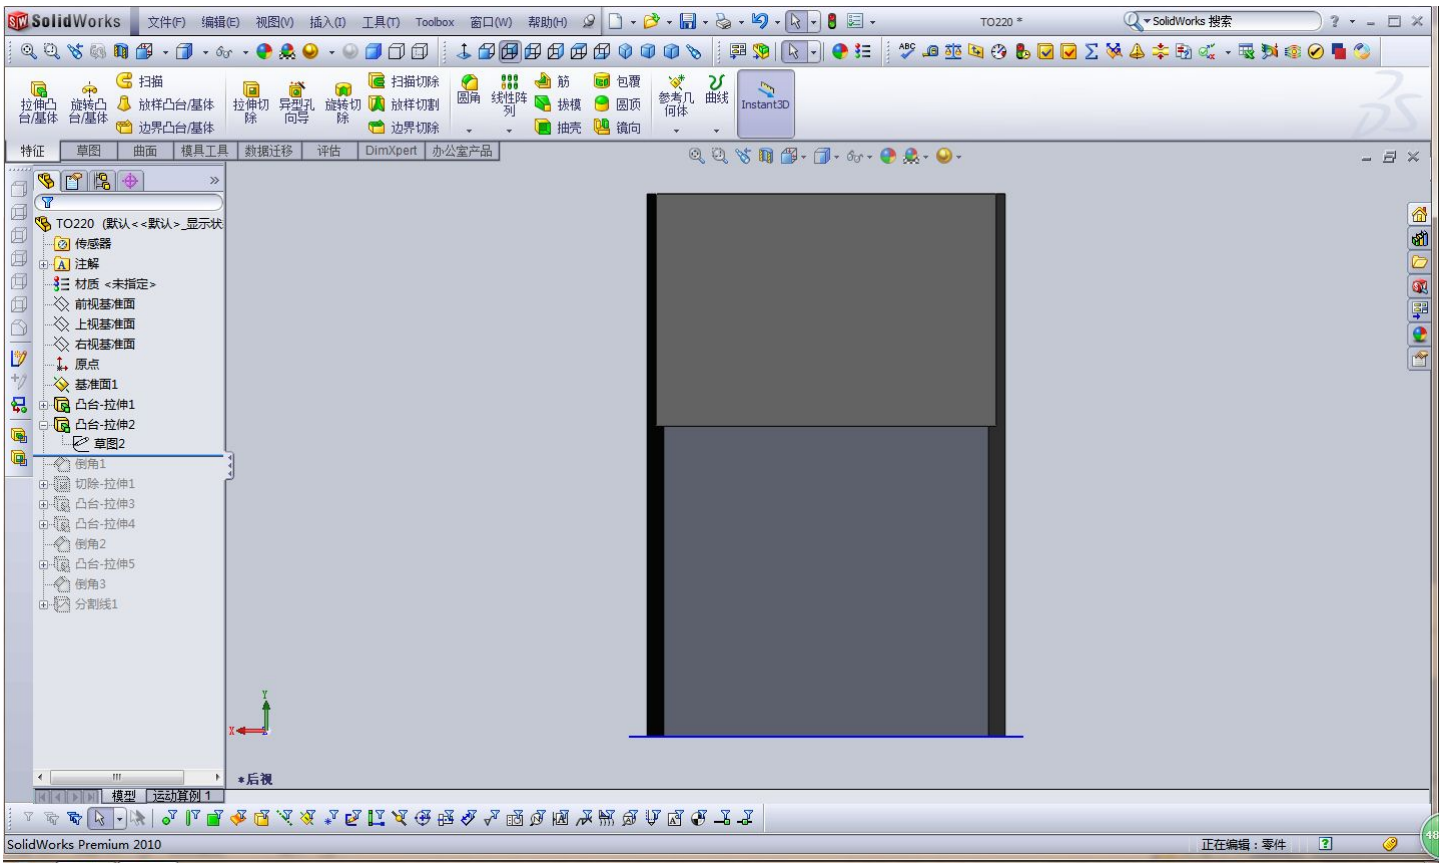 SolidWorks 文件(F) 编辑(E) 视图(V) 插入(I) 工具(T) Toolbox 窗口(W) 帮助(H) TO220 * SolidWorks 搜索
拉伸凸台/基体 旋转凸台/基体 扫描 放样凸台/基体 边界凸台/基体 拉伸切除 异型孔向导 旋转切除 扫描切除 放样切割 边界切除 圆角 线性阵列 筋 拔模 抽壳 包覆 圆顶 镜向 参考几何体 曲线 Instant3D
特征 草图 曲面 模具工具 数据迁移 评估 DimXpert 办公室产品
TO220 (默认<<默认>_显示状
传感器
注解
材质 <未指定>
前视基准面
上视基准面
右视基准面
原点
基准面1
凸台-拉伸1
凸台-拉伸2
草图2
倒角1
切除-拉伸1
凸台-拉伸3
凸台-拉伸4
倒角2
凸台-拉伸5
倒角3
分割线1
Y
X
*后视
模型 运动算例 1
SolidWorks Premium 2010 正在编辑：零件
48